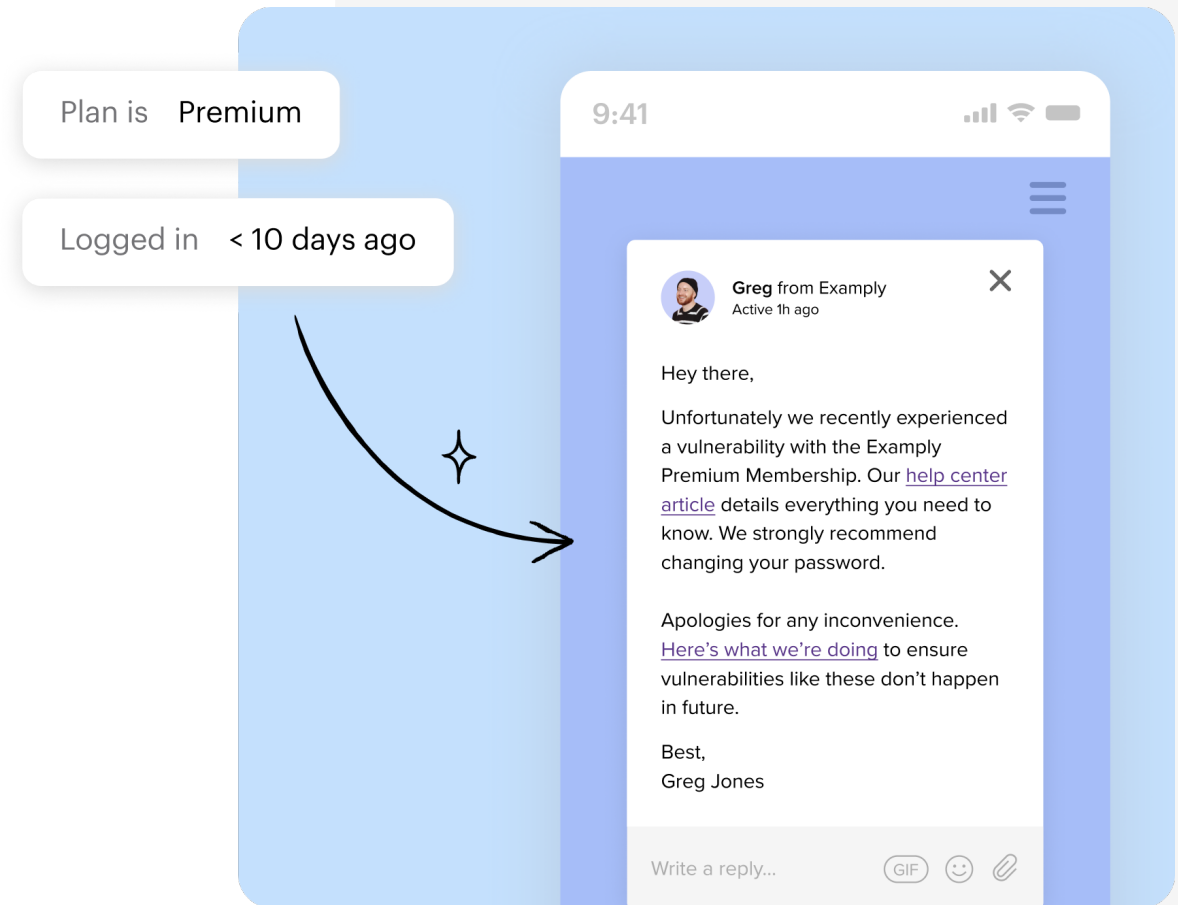 Plan is Premium
Logged in < 10 days ago
9:41
Greg from Examply
Active 1h ago
Hey there,
Unfortunately we recently experienced
a vulnerability with the Examply
Premium Membership. Our help center
article details everything you need to
know. We strongly recommend
changing your password.
Apologies for any inconvenience.
Here’s what we’re doing to ensure
vulnerabilities like these don’t happen
in future.
Best,
Greg Jones
Write a reply...
GIF